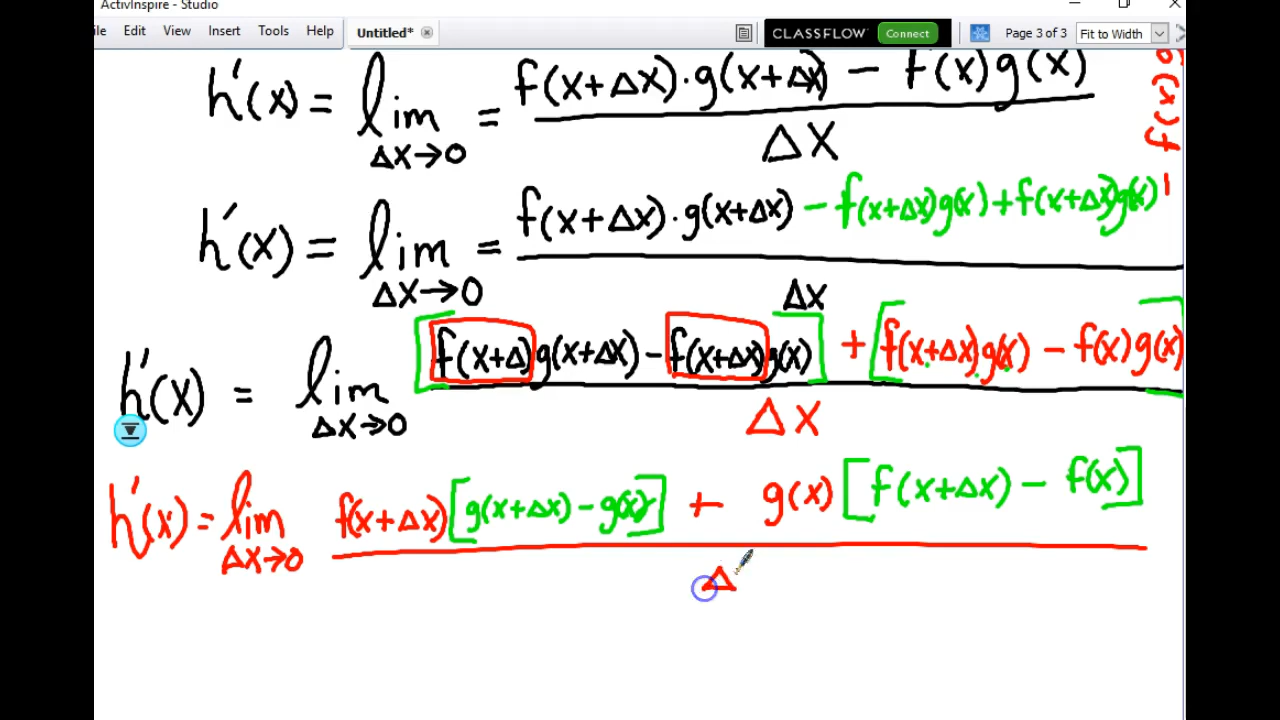 ActivInspire - Studio
ile Edit View Insert Tools Help Untitled* CLASSFLOW Connect Page 3 of 3 Fit to Width
h'(x) = lim = f(x+Δx)·g(x+Δx) − f(x)g(x)
Δx→0 Δx
f(x)g
h'(x) = lim = f(x+Δx)·g(x+Δx) − f(x+Δx)g(x) + f(x+Δx)g(x)
Δx→0 Δx
h'(x) = lim [f(x+Δ)g(x+Δx) − f(x+Δx)g(x)] + [f(x+Δx)g(x) − f(x)g(x)]
Δx→0 Δx
h'(x) = lim f(x+Δx)[g(x+Δx) − g(x)] + g(x)[f(x+Δx) − f(x)]
Δx→0 Δ